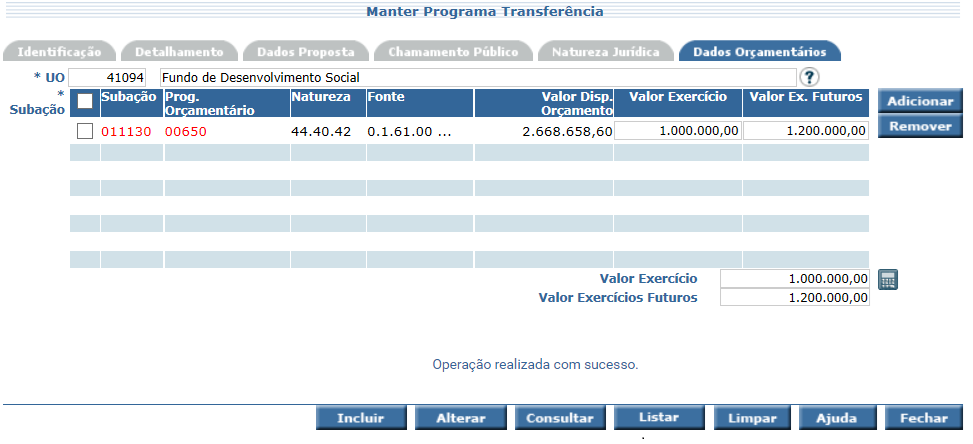 Manter Programa Transferência
Identificação Detalhamento Dados Proposta Chamamento Público Natureza Jurídica Dados Orçamentários
* UO 41094 Fundo de Desenvolvimento Social ?
* Subação
Subação Prog. Orçamentário Natureza Fonte Valor Disp. Orçamento Valor Exercício Valor Ex. Futuros Adicionar
011130 00650 44.40.42 0.1.61.00 ... 2.668.658,60 1.000.000,00 1.200.000,00 Remover
Valor Exercício 1.000.000,00
Valor Exercícios Futuros 1.200.000,00
Operação realizada com sucesso.
Incluir Alterar Consultar Listar Limpar Ajuda Fechar